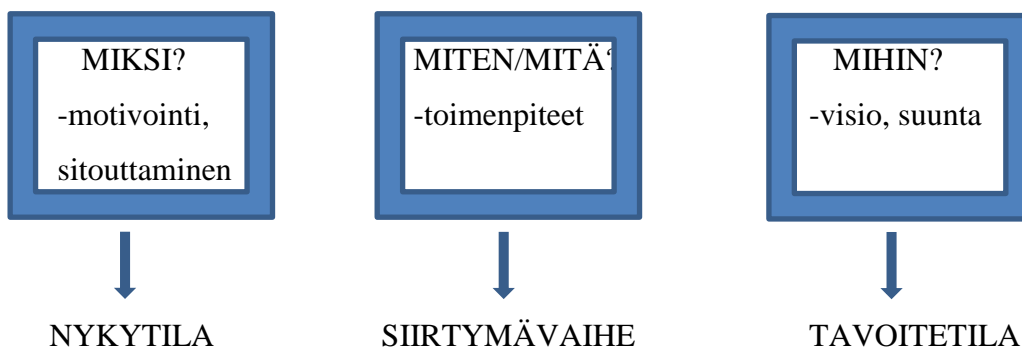 MIKSI?
-motivointi,
sitouttaminen
MITEN/MITÄ?
-toimenpiteet
MIHIN?
-visio, suunta
NYKYTILA
SIIRTYMÄVAIHE
TAVOITETILA